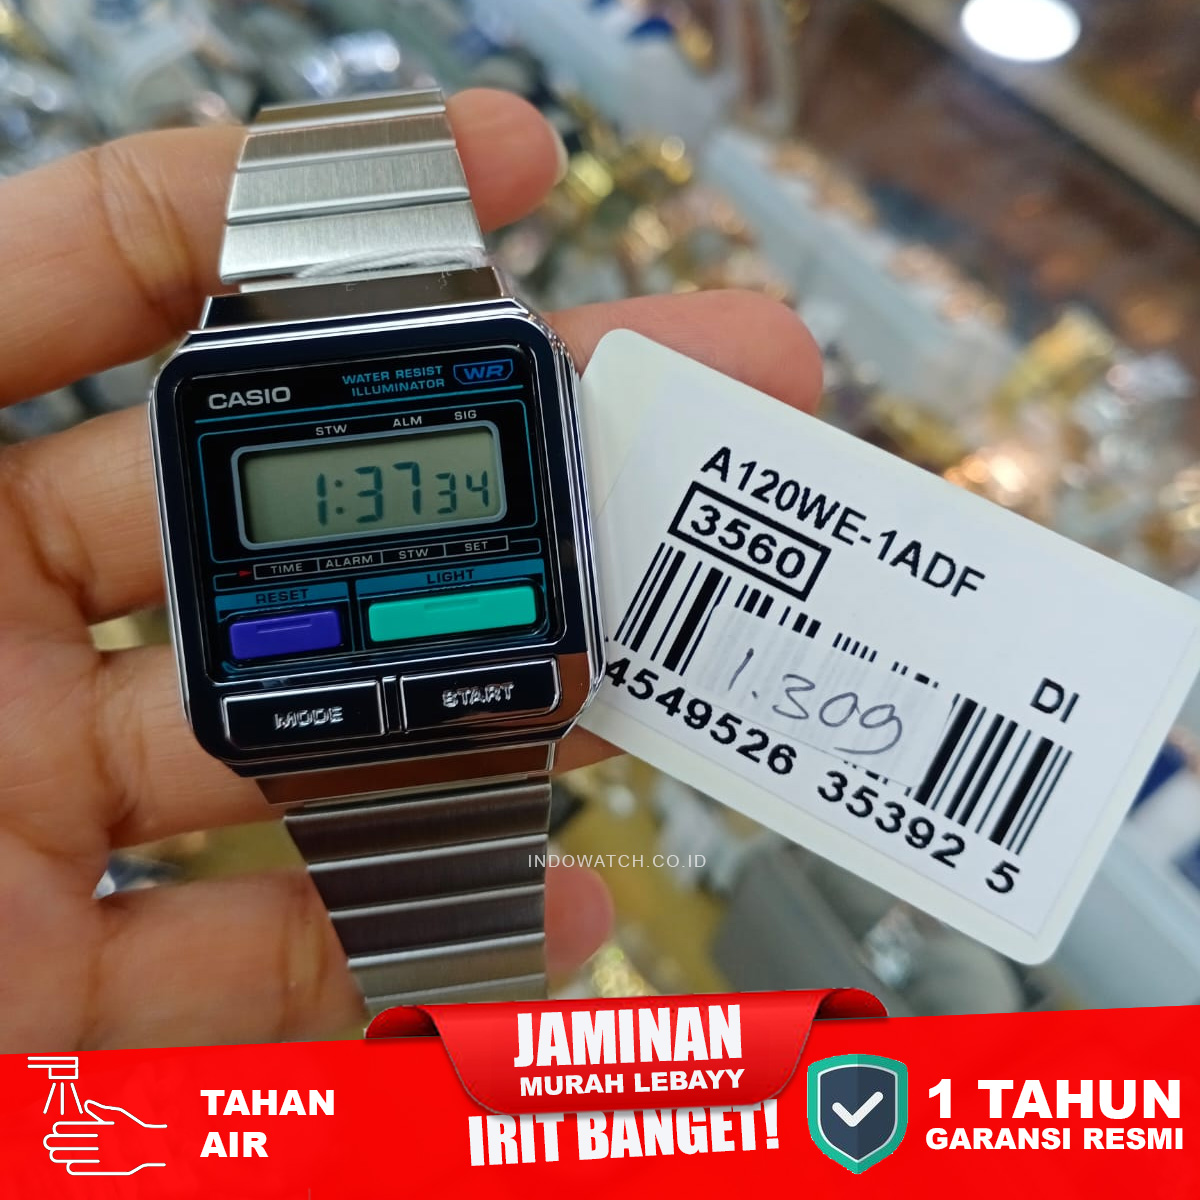 CASIO
WATER RESIST
ILLUMINATOR
WR
STW ALM SIG
1:37 34
TIME ALARM STW SET
RESET
LIGHT
MODE
START
A120WE-1ADF
3560
DI
1.309
4549526 35392 5
INDOWATCH.CO.ID
TAHAN
AIR
JAMINAN
MURAH LEBAYY
IRIT BANGET!
1 TAHUN
GARANSI RESMI